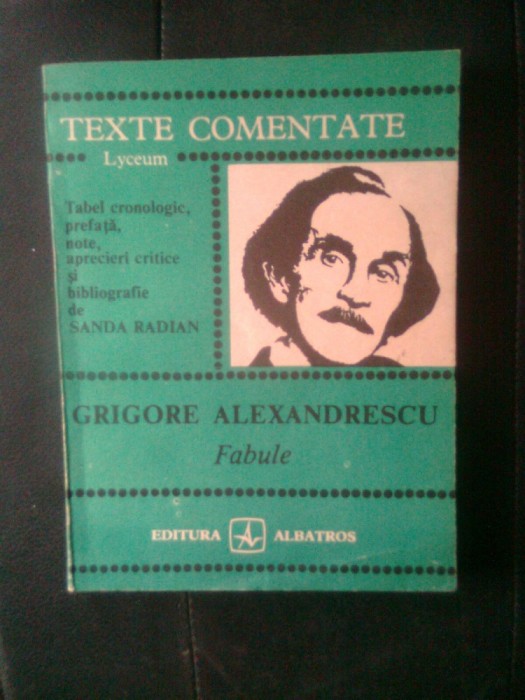 TEXTE COMENTATE
Lyceum
Tabel cronologic,
prefață,
note,
aprecieri critice
și
bibliografie
de
SANDA RADIAN
GRIGORE ALEXANDRESCU
Fabule
EDITURA ALBATROS